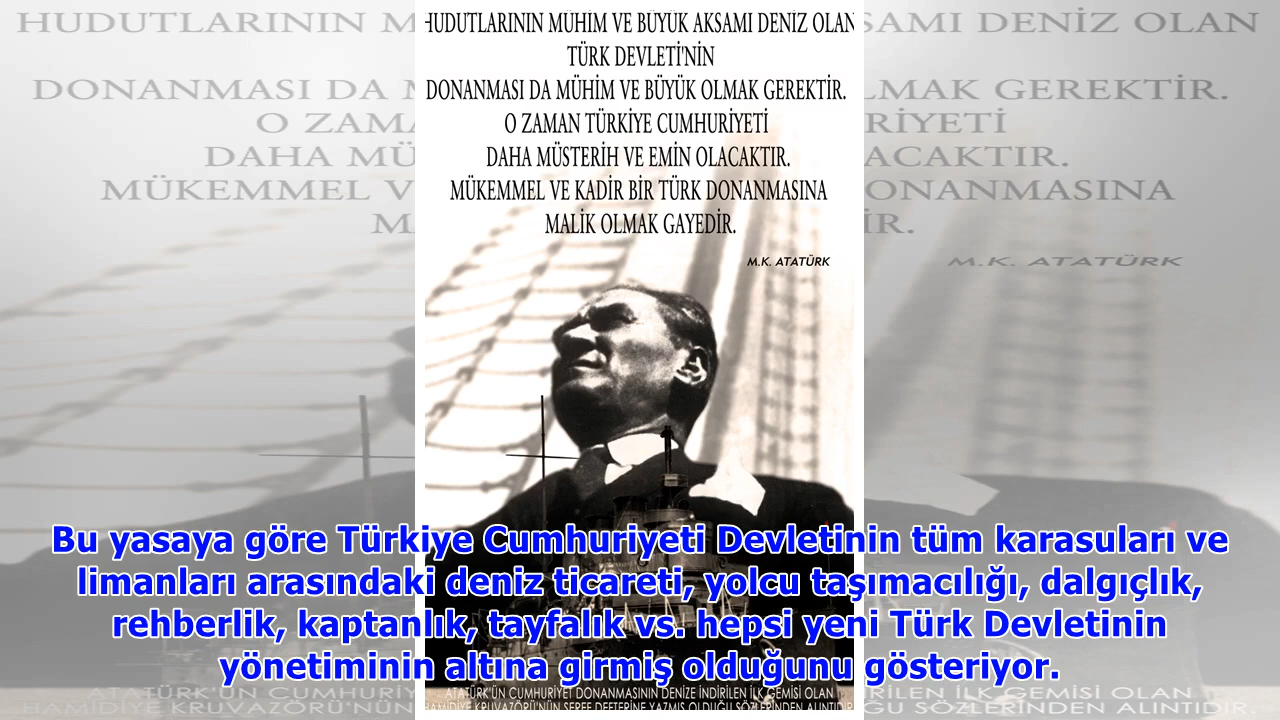 HUDUTLARININ MÜHİM VE BÜYÜK AKSAMI DENİZ OLAN
TÜRK DEVLETİ'NİN
DONANMASI DA MÜHİM VE BÜYÜK OLMAK GEREKTİR.
O ZAMAN TÜRKİYE CUMHURİYETİ
DAHA MÜSTERİH VE EMİN OLACAKTIR.
MÜKEMMEL VE KADİR BİR TÜRK DONANMASINA
MALİK OLMAK GAYEDİR.
M.K. ATATÜRK
Bu yasaya göre Türkiye Cumhuriyeti Devletinin tüm karasuları ve
limanları arasındaki deniz ticareti, yolcu taşımacılığı, dalgıçlık,
rehberlik, kaptanlık, tayfalık vs. hepsi yeni Türk Devletinin
yönetiminin altına girmiş olduğunu gösteriyor.
ATATÜRK'ÜN CUMHURİYET DONANMASININ DENİZE İNDİRİLEN İLK GEMİSİ OLAN
HAMİDİYE KRUVAZÖRÜ'NÜN ŞEREF DEFTERİNE YAZMIŞ OLDUĞU SÖZLERİNDEN ALINTIDIR.